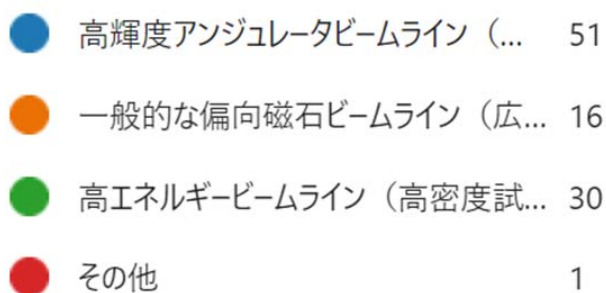 高輝度アンジュレータビームライン（... 51
一般的な偏向磁石ビームライン（広... 16
高エネルギービームライン（高密度試... 30
その他 1